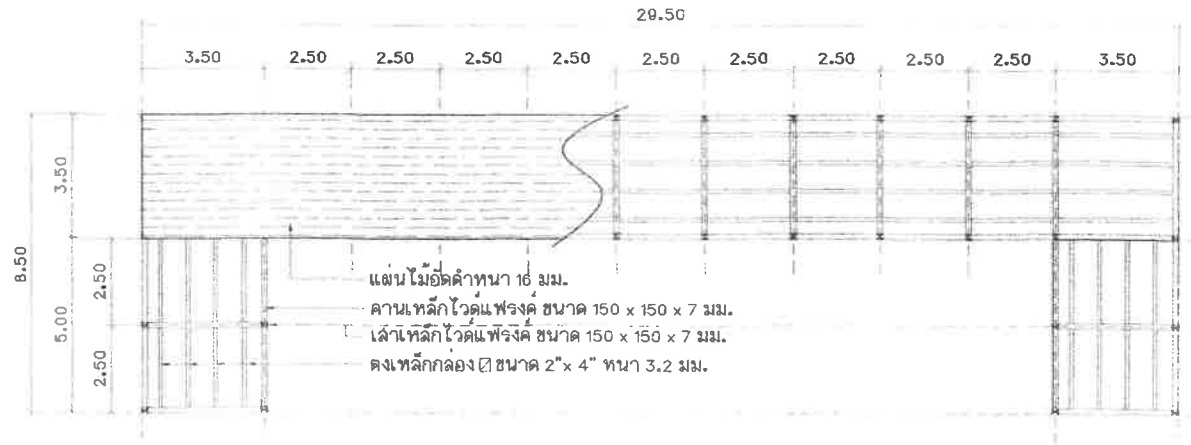 29.50
3.50 2.50 2.50 2.50 2.50 2.50 2.50 2.50 2.50 2.50 3.50
8.50
3.50
5.00
2.50
2.50
แผ่นไม้อัดดำหนา 16 มม.
คานเหล็กไวด์แฟรงค์ ขนาด 150 x 150 x 7 มม.
เสาเหล็กไวด์แฟรงค์ ขนาด 150 x 150 x 7 มม.
ตงเหล็กกล่อง ขนาด 2"x 4" หนา 3.2 มม.